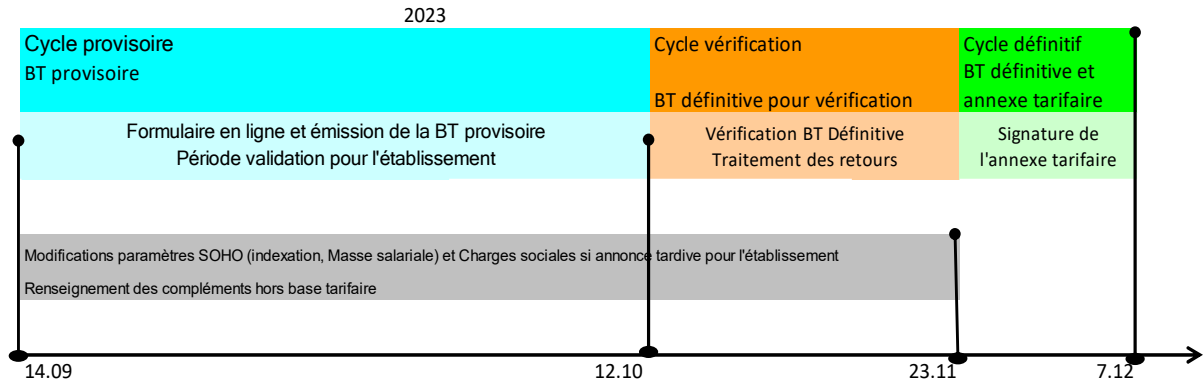 2023
Cycle provisoire
BT provisoire
Cycle vérification
BT définitive pour vérification
Cycle définitif
BT définitive et
annexe tarifaire
Formulaire en ligne et émission de la BT provisoire
Période validation pour l'établissement
Vérification BT Définitive
Traitement des retours
Signature de
l'annexe tarifaire
Modifications paramètres SOHO (indexation, Masse salariale) et Charges sociales si annonce tardive pour l'établissement
Renseignement des compléments hors base tarifaire
14.09
12.10
23.11
7.12